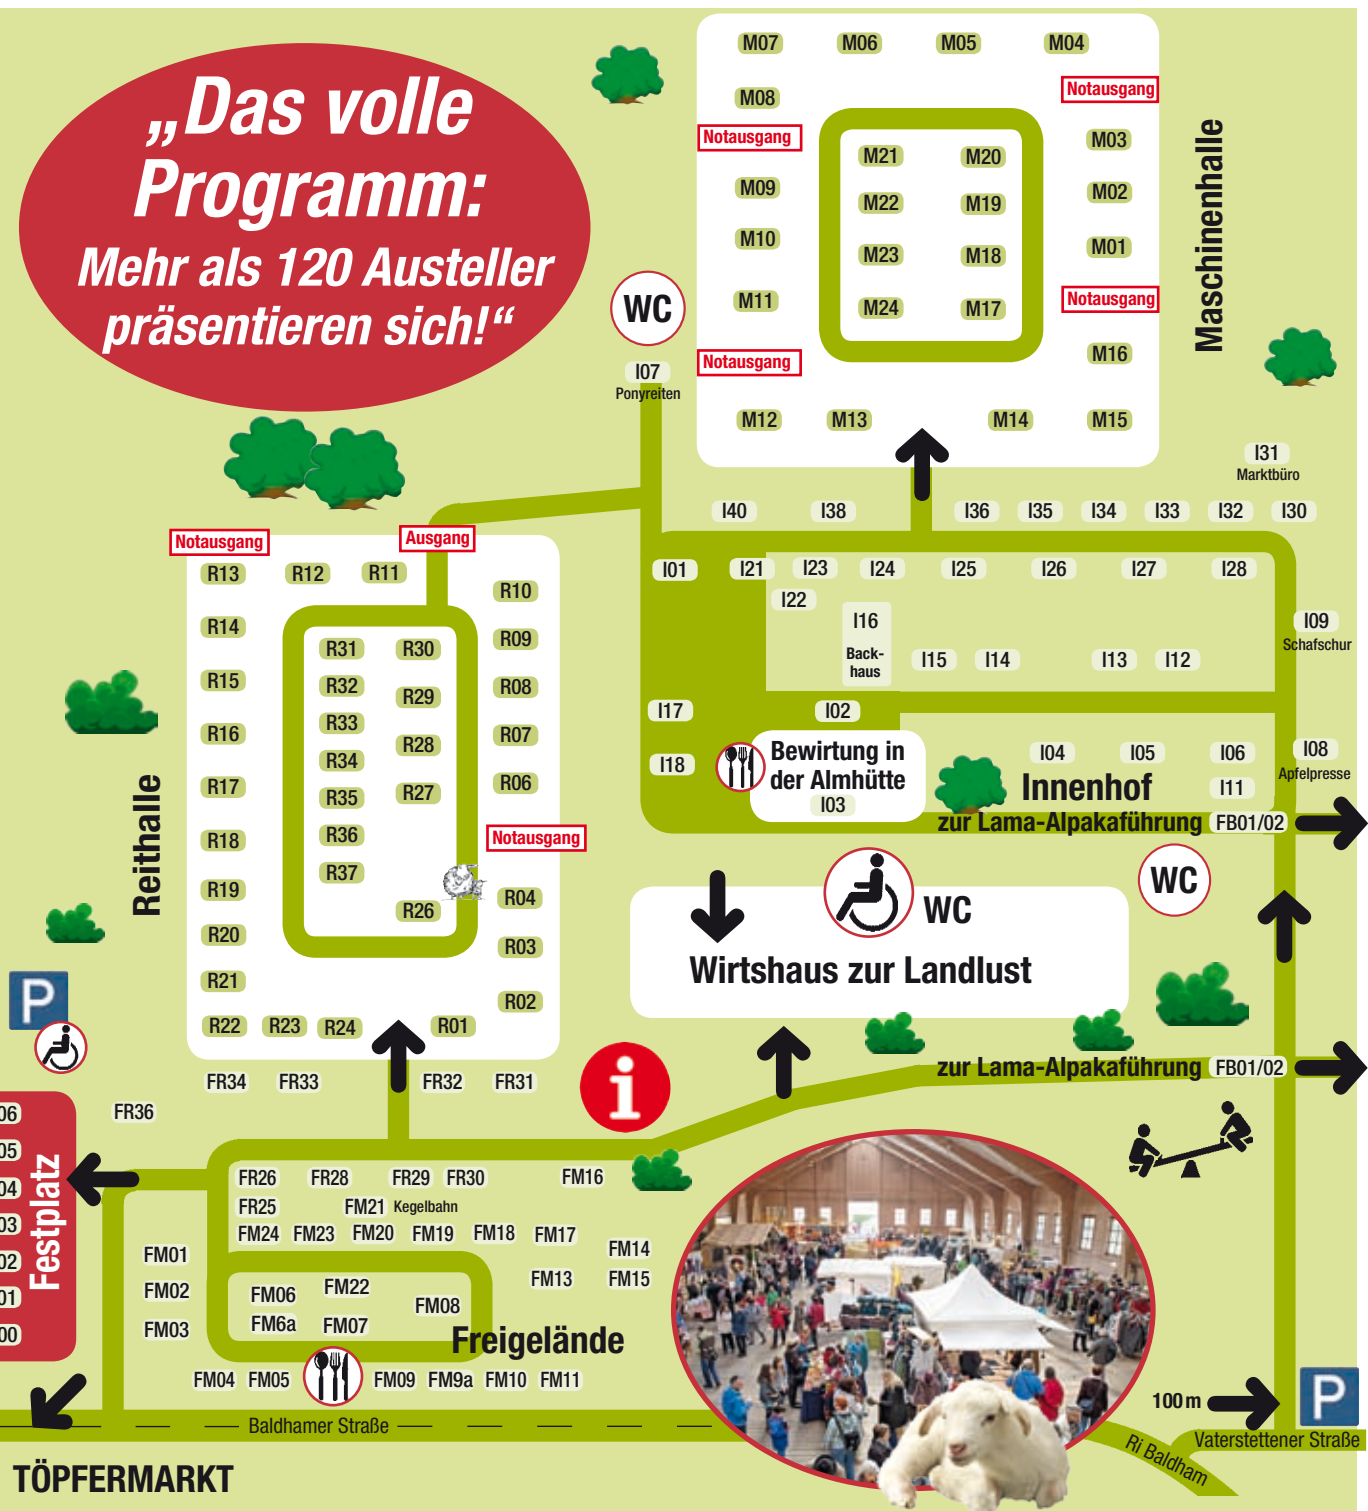 „Das volle
Programm:
Mehr als 120 Austeller
präsentieren sich!“
M07 M06 M05 M04
Notausgang
M08
Notausgang
M03
M21 M20
M09 M22 M19 M02
M10 M23 M18 M01
M11 M24 M17
Notausgang
Notausgang
M16
M12 M13 M14 M15
Maschinenhalle
WC
I07
Ponyreiten
I31
Marktbüro
I40 I38 I36 I35 I34 I33 I32 I30
I01 I21 I23 I24 I25 I26 I27 I28
I22
I16
Back-
haus
I15 I14 I13 I12
I09
Schafschur
I17 I02
I18
Bewirtung in
der Almhütte
I03
I04 I05 I06 I08
Apfelpresse
Innenhof I11
zur Lama-Alpakaführung FB01/02
WC
WC
Wirtshaus zur Landlust
Notausgang
Ausgang
R13 R12 R11
R10
R14 R31 R30 R09
R15 R32 R29 R08
R16 R33 R28 R07
R34
R17 R35 R27 R06
R18 R36
Notausgang
R19 R37 R04
R20 R26 R03
R21 R02
R22 R23 R24 R01
Reithalle
P
FR34 FR33 FR32 FR31
i
zur Lama-Alpakaführung FB01/02
FR36
06
05
04
03
02
01
00
Festplatz
FR26 FR28 FR29 FR30 FM16
FR25 FM21 Kegelbahn
FM24 FM23 FM20 FM19 FM18 FM17
FM01 FM14
FM02 FM06 FM22 FM08 FM13 FM15
FM03 FM6a FM07
Freigelände
FM04 FM05 FM09 FM9a FM10 FM11
100 m
P
Baldhamer Straße
Ri Baldham
Vaterstettener Straße
TÖPFERMARKT